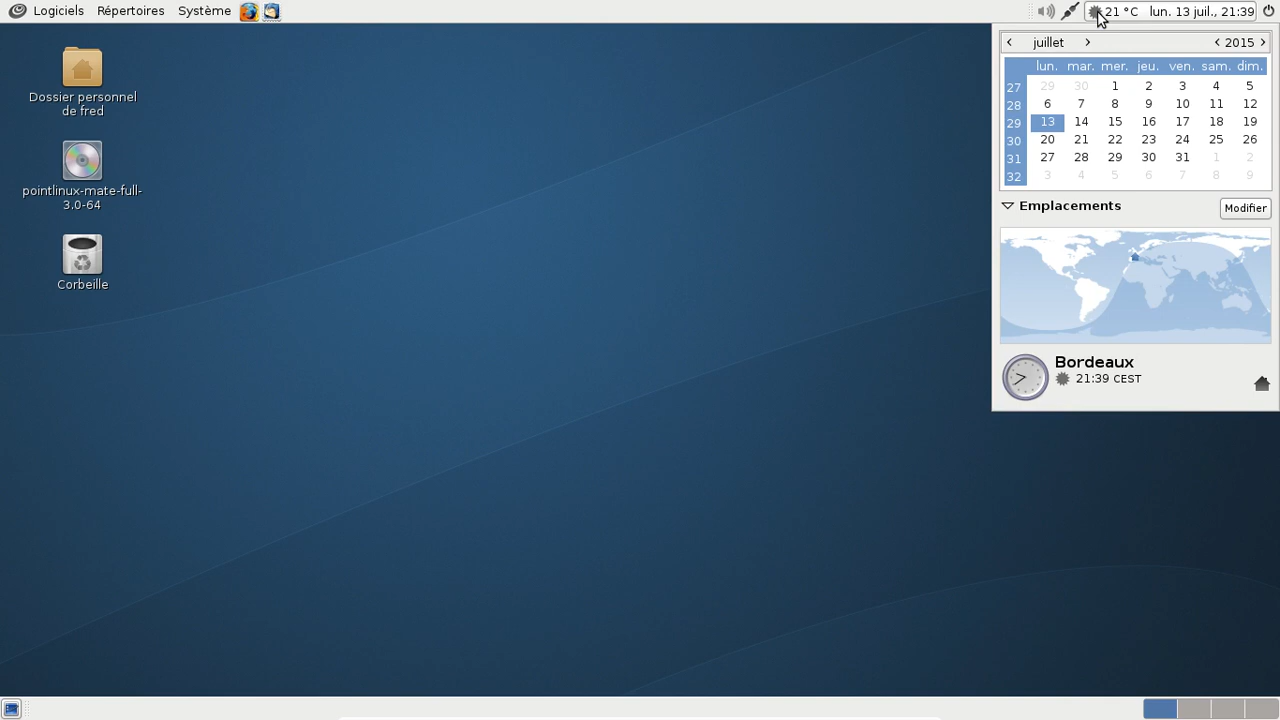 Logiciels Répertoires Système 21 °C lun. 13 juil., 21:39
Dossier personnel
de fred
pointlinux-mate-full-
3.0-64
Corbeille
‹ juillet › ‹ 2015 ›
lun. mar. mer. jeu. ven. sam. dim.
27 29 30 1 2 3 4 5
28 6 7 8 9 10 11 12
29 13 14 15 16 17 18 19
30 20 21 22 23 24 25 26
31 27 28 29 30 31 1 2
32 3 4 5 6 7 8 9
Emplacements Modifier
Bordeaux
21:39 CEST